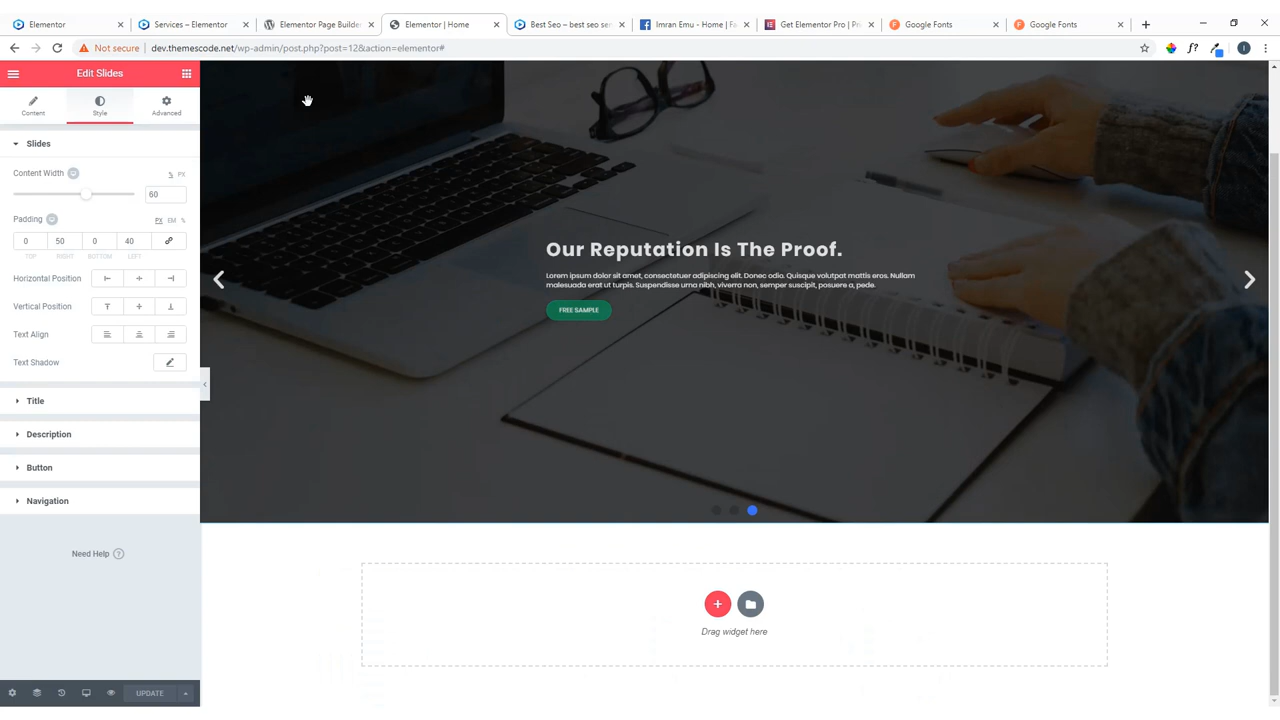 Elementor
Services – Elementor
Elementor Page Builder
Elementor | Home
Best Seo – best seo ser
Imran Emu - Home | Fa
Get Elementor Pro | Pri
Google Fonts
Google Fonts
Not secure
dev.themescode.net/wp-admin/post.php?post=12&action=elementor#
Edit Slides
Content
Style
Advanced
Slides
Content Width
% PX
60
Padding
PX EM %
0 50 0 40
TOP RIGHT BOTTOM LEFT
Horizontal Position
Vertical Position
Text Align
Text Shadow
Title
Description
Button
Navigation
Need Help
UPDATE
Our Reputation Is The Proof.
Lorem ipsum dolor sit amet, consectetuer adipiscing elit. Donec odio. Quisque volutpat mattis eros. Nullam
malesuada erat ut turpis. Suspendisse urna nibh, viverra non, semper suscipit, posuere a, pede.
FREE SAMPLE
Drag widget here